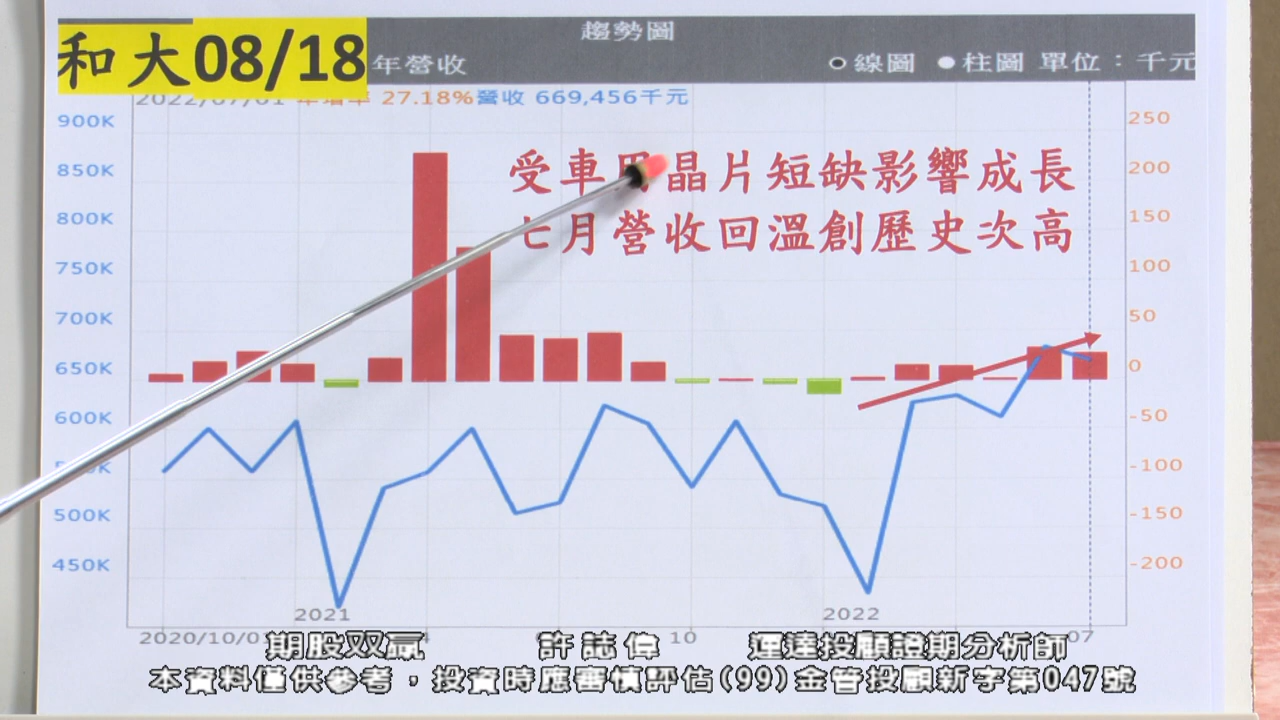 趨勢圖
和大08/18
年營收
線圖 柱圖 單位：千元
2022/07/01 年增率 27.18% 營收 669,456千元
900K
850K
800K
750K
700K
650K
600K
500K
450K
250
200
150
100
50
0
-50
-100
-150
-200
受車用晶片短缺影響成長
七月營收回溫創歷史次高
2021
2022
2020/10/0
4
10
07
期股双贏 許誌偉 運達投顧證期分析師
本資料僅供參考，投資時應審慎評估(99)金管投顧新字第047號